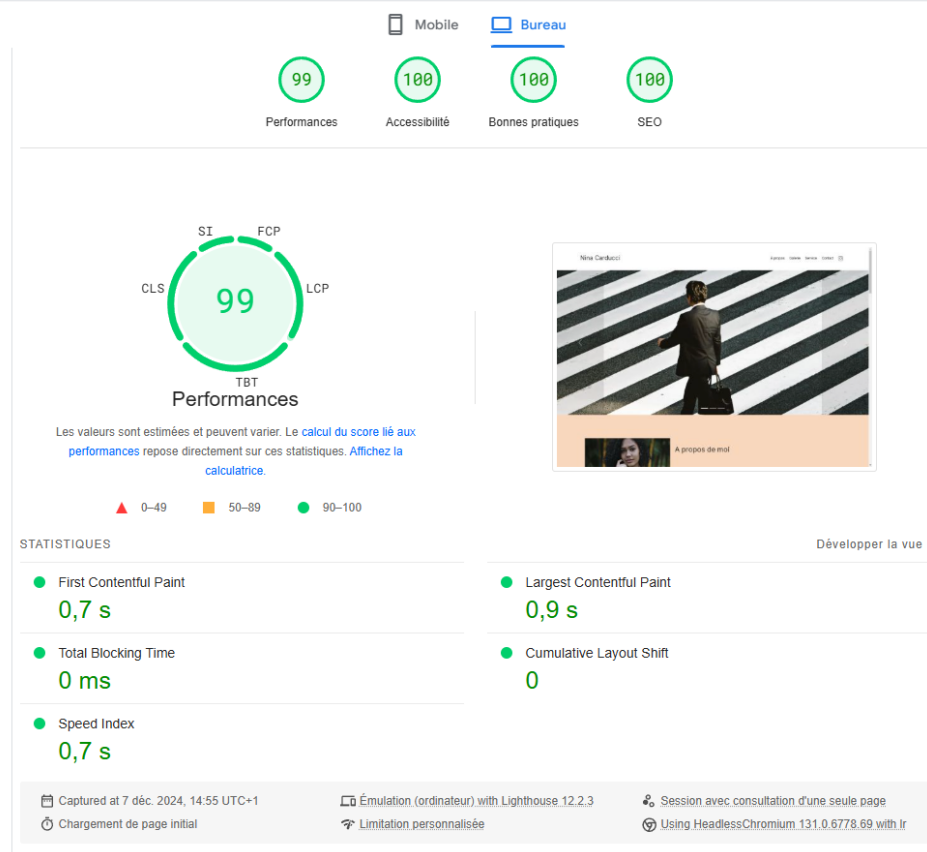 Mobile
Bureau
99
100
100
100
Performances
Accessibilité
Bonnes pratiques
SEO
SI
FCP
CLS
LCP
99
TBT
Performances
Les valeurs sont estimées et peuvent varier. Le calcul du score lié aux
performances repose directement sur ces statistiques. Affichez la
calculatrice.
0–49
50–89
90–100
Nina Carducci
A propos de moi
STATISTIQUES
Développer la vue
First Contentful Paint
0,7 s
Largest Contentful Paint
0,9 s
Total Blocking Time
0 ms
Cumulative Layout Shift
0
Speed Index
0,7 s
Captured at 7 déc. 2024, 14:55 UTC+1
Émulation (ordinateur) with Lighthouse 12.2.3
Session avec consultation d'une seule page
Chargement de page initial
Limitation personnalisée
Using HeadlessChromium 131.0.6778.69 with lr